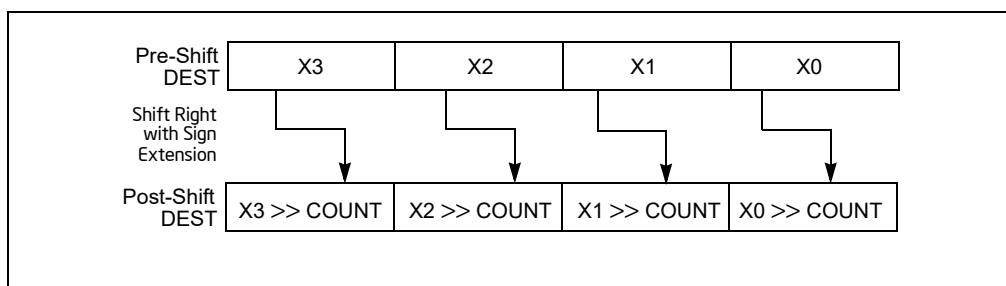 Pre-Shift
DEST
X3 X2 X1 X0
Shift Right
with Sign
Extension
Post-Shift
DEST
X3 >> COUNT X2 >> COUNT X1 >> COUNT X0 >> COUNT